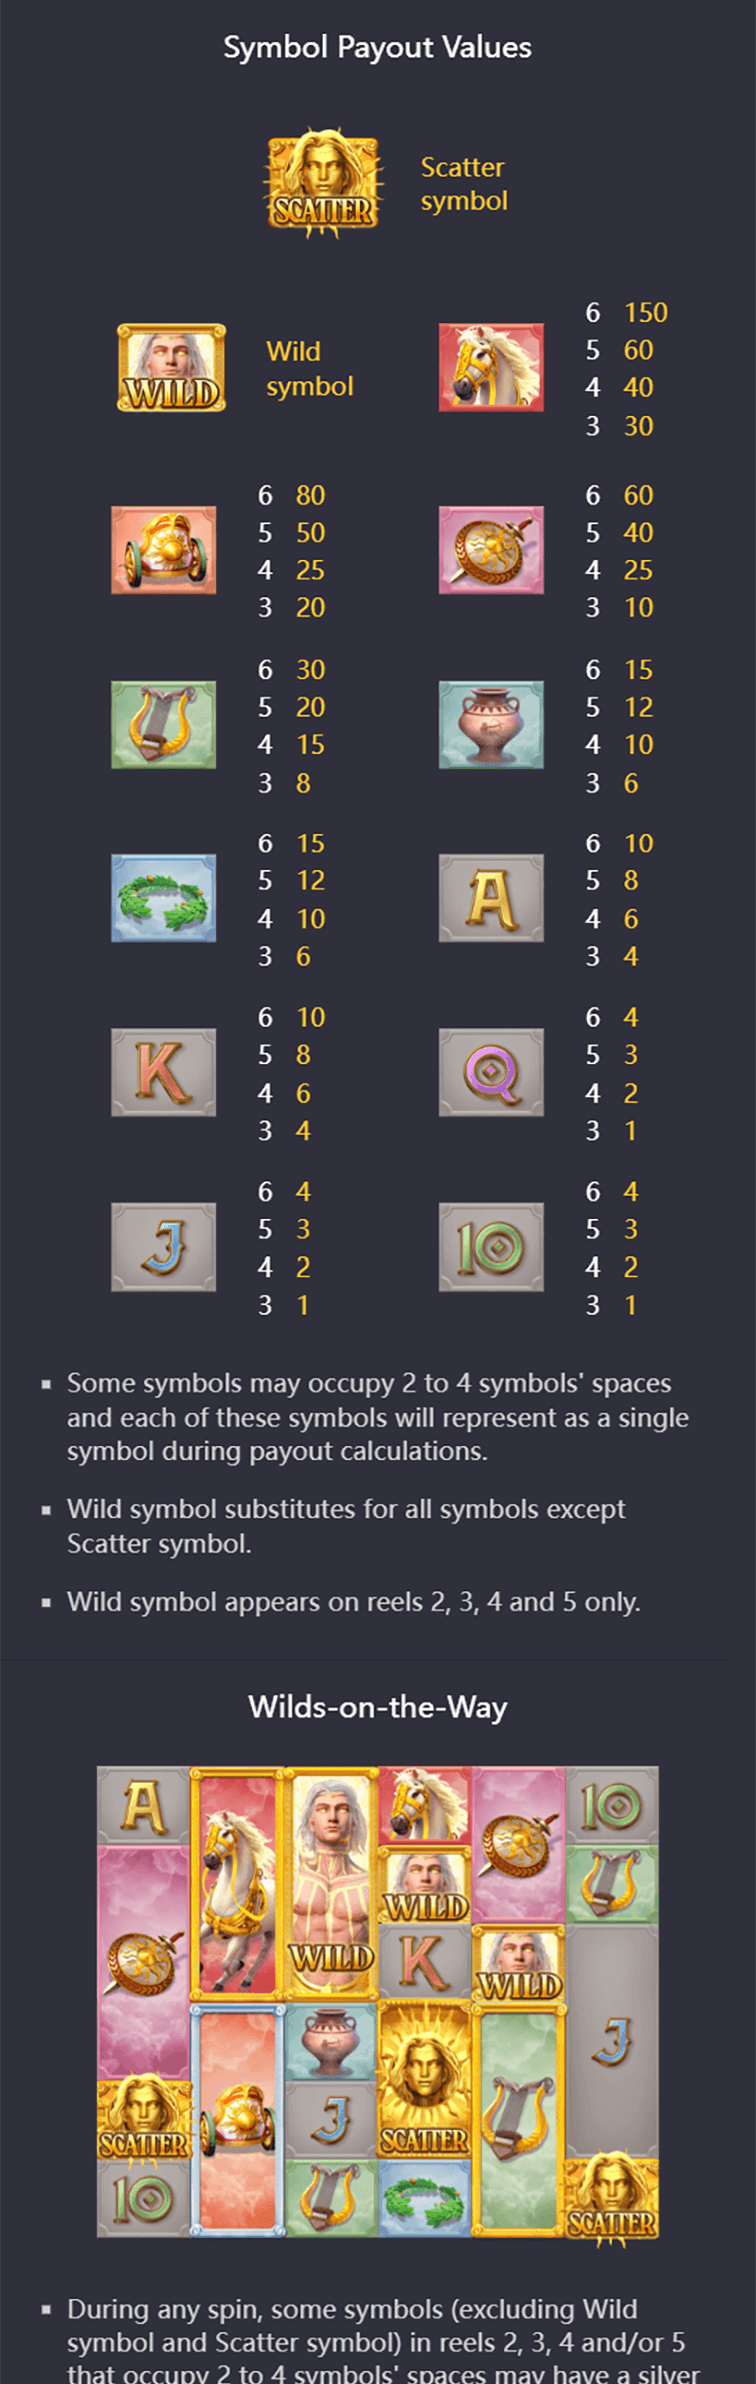 Symbol Payout Values
SCATTER
Scatter
symbol
WILD
Wild
symbol
6 150
5 60
4 40
3 30
6 80
5 50
4 25
3 20
6 60
5 40
4 25
3 10
6 30
5 20
4 15
3 8
6 15
5 12
4 10
3 6
6 15
5 12
4 10
3 6
A
6 10
5 8
4 6
3 4
K
6 10
5 8
4 6
3 4
Q
6 4
5 3
4 2
3 1
J
6 4
5 3
4 2
3 1
10
6 4
5 3
4 2
3 1
▪ Some symbols may occupy 2 to 4 symbols' spaces
and each of these symbols will represent as a single
symbol during payout calculations.
▪ Wild symbol substitutes for all symbols except
Scatter symbol.
▪ Wild symbol appears on reels 2, 3, 4 and 5 only.
Wilds-on-the-Way
A
10
WILD
WILD
K
WILD
J
SCATTER
J
SCATTER
10
SCATTER
▪ During any spin, some symbols (excluding Wild
symbol and Scatter symbol) in reels 2, 3, 4 and/or 5
that occupy 2 to 4 symbols' spaces may have a silver